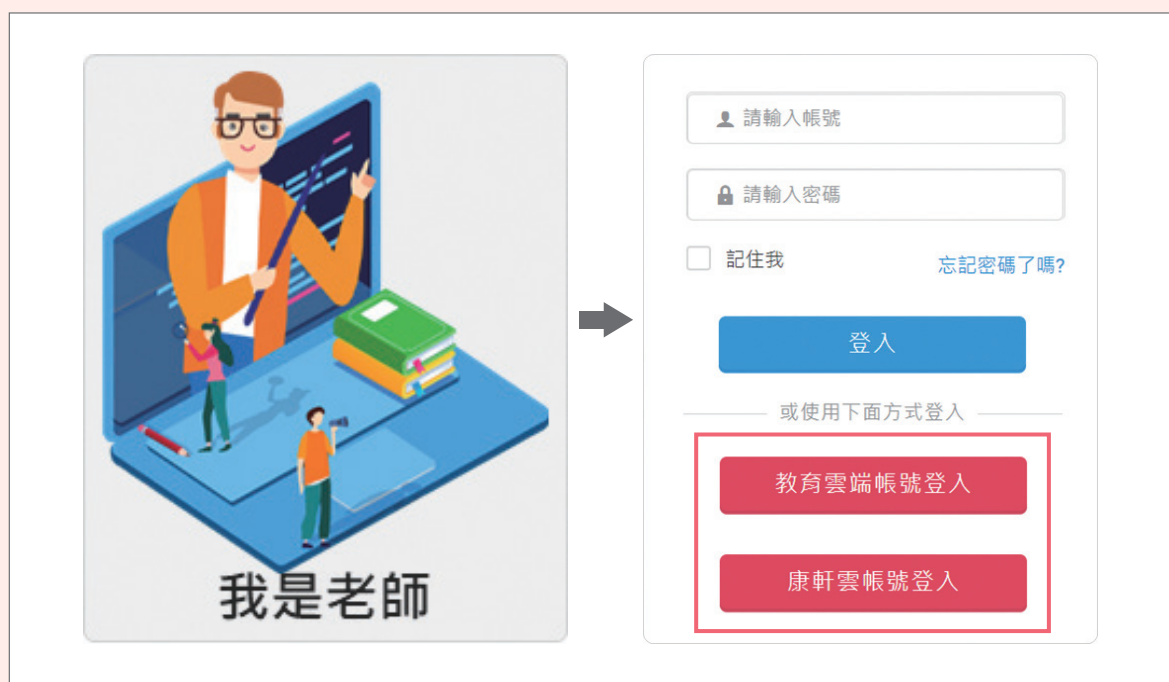 我是老師
請輸入帳號
請輸入密碼
記住我
忘記密碼了嗎?
登入
或使用下面方式登入
教育雲端帳號登入
康軒雲帳號登入